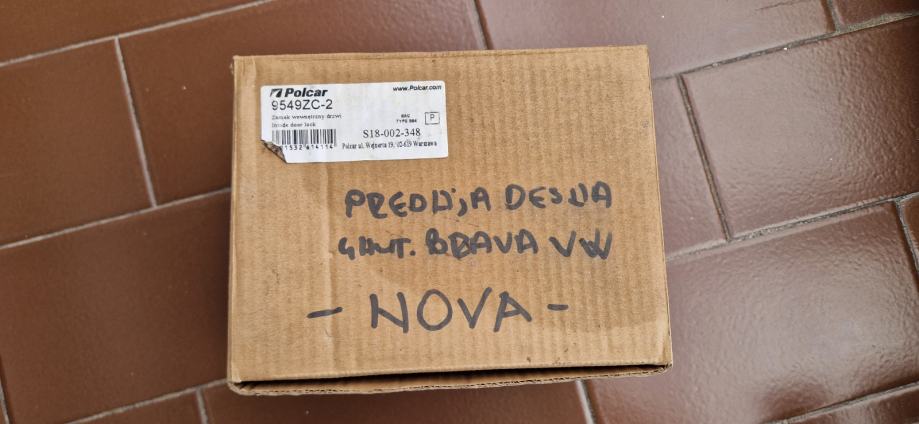 Polcar
www.Polcar.com
9549ZC-2
Zamek wewnętrzny drzwi
Inside door lock
P
S18-002-348
Polcar ul. Wejnerta 19, 02-619 Warszawa
PREDNJA DESNA
UNUT. BRAVA VW
- NOVA -